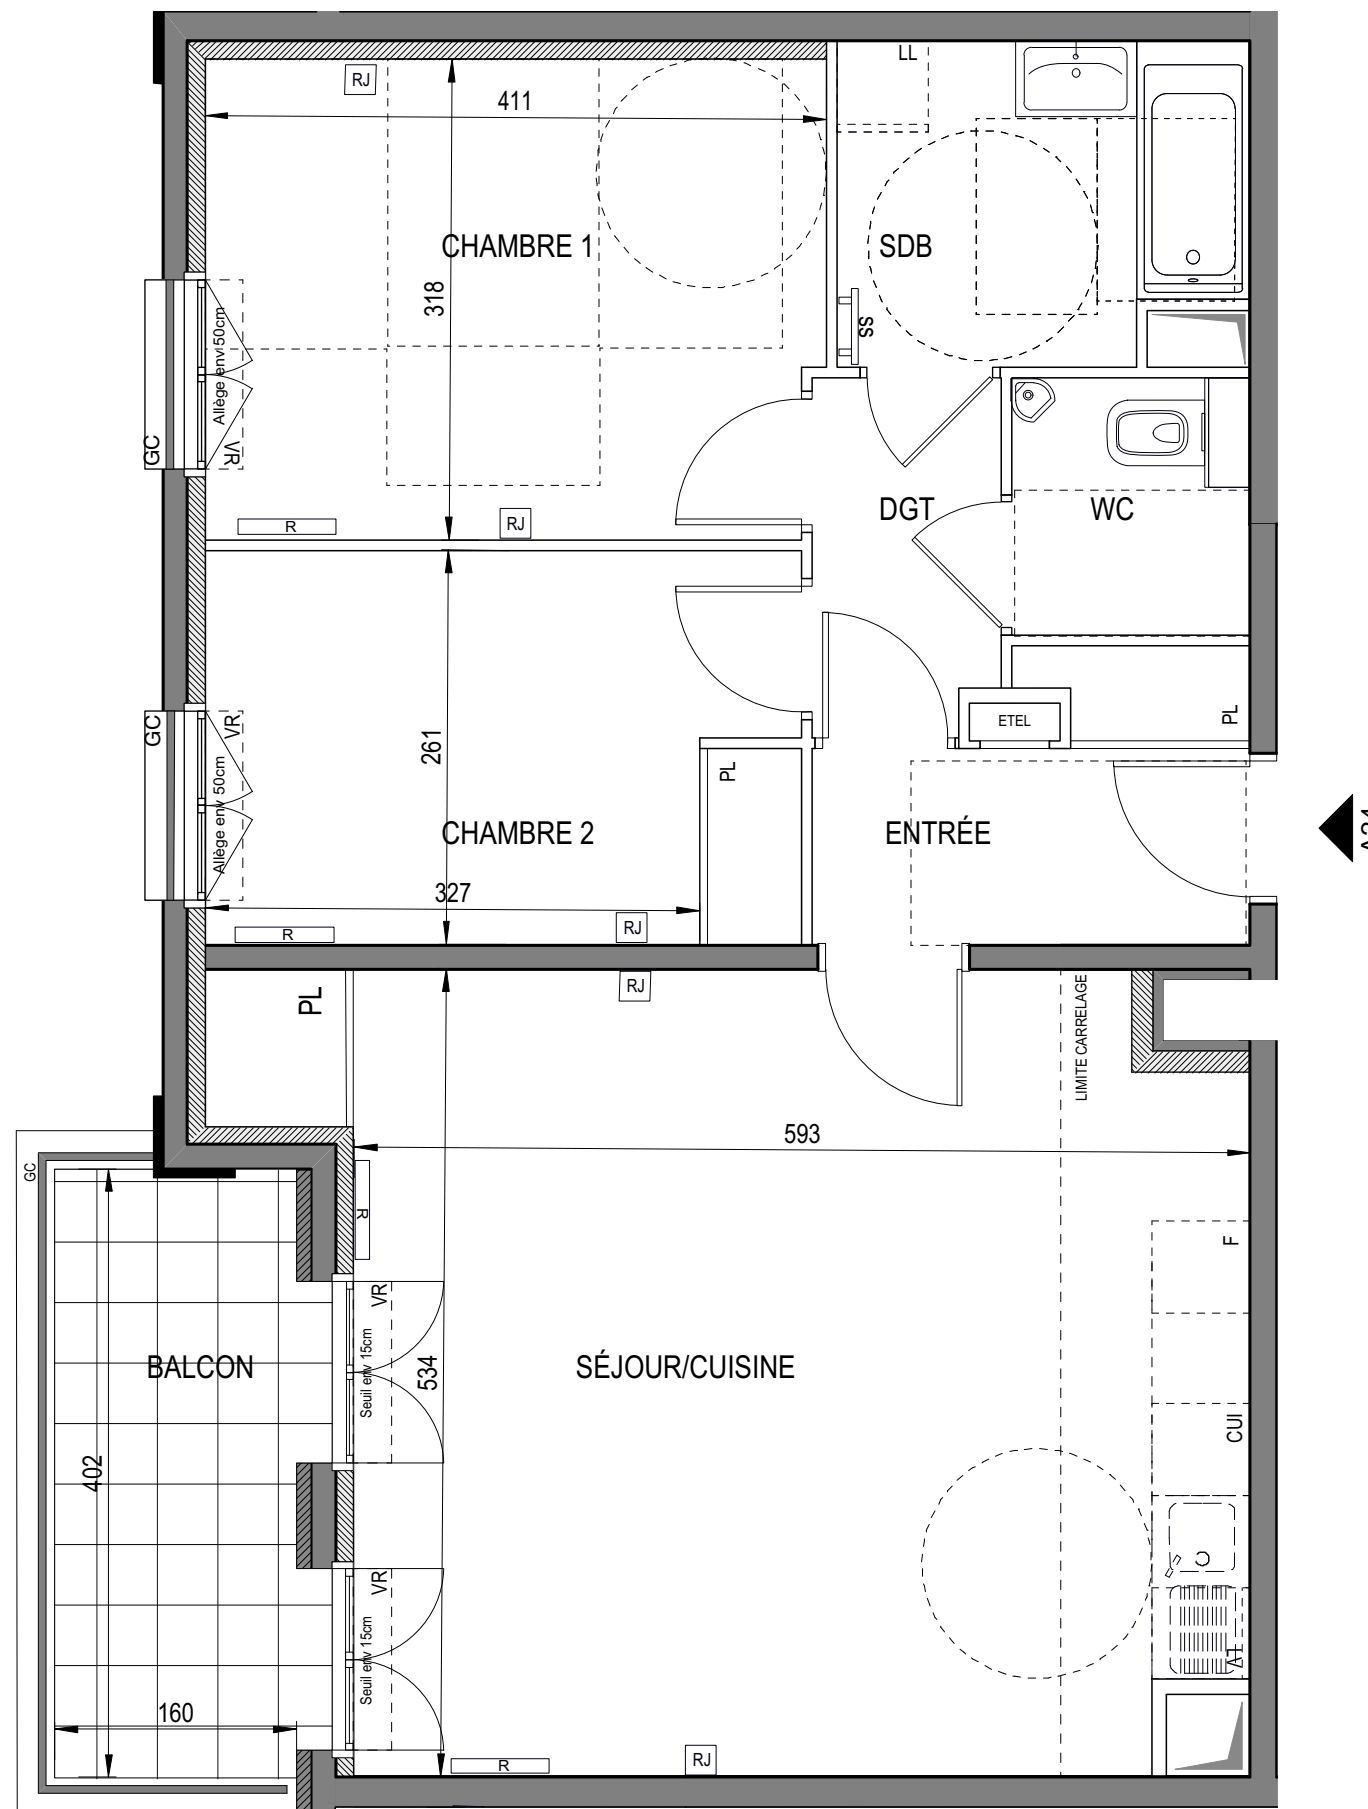 LL
RJ
411
CHAMBRE 1
SDB
318
SS
Allège env 50cm
GC
VR
R
RJ
DGT
WC
GC
VR
261
Allège env 50cm
PL
ETEL
PL
CHAMBRE 2
ENTRÉE
327
R
RJ
PL
RJ
LIMITE CARRELAGE
593
GC
R
F
VR
Seuil env 15cm
BALCON
534
SÉJOUR/CUISINE
CUI
402
VR
Seuil env 15cm
LV
160
R
RJ